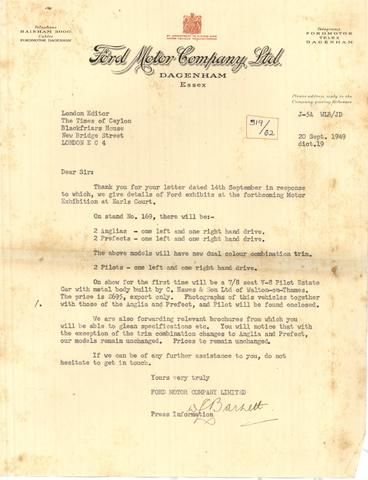 Telephone
RAINHAM 3000
Cables
FORDMOTOR DAGENHAM
Telegrams
FORDMOTOR
TELEX
DAGENHAM
Ford Motor Company, Ltd.
DAGENHAM
Essex
Please address reply to the
Company quoting Reference
London Editor
The Times of Ceylon
Blackfriars House
New Bridge Street
LONDON E C 4
J-5A WLS/JD
319/62
20 Sept. 1949
dict.19
Dear Sir:
Thank you for your letter dated 14th September in response
to which, we give details of Ford exhibits at the forthcoming Motor
Exhibition at Earls Court.
On stand No. 169, there will be:-
2 Anglias - one left and one right hand drive.
2 Prefects - one left and one right hand drive.
The above models will have new dual colour combination trim.
2 Pilots - one left and one right hand drive.
On show for the first time will be a 7/8 seat V-8 Pilot Estate
Car with metal body built by C. Hawes & Son Ltd of Walton-on-Thames.
The price is £695, export only. Photographs of this vehicles together
with those of the Anglia and Prefect, and Pilot will be found enclosed.
We are also forwarding relevant brochures from which you
will be able to glean specifications etc. You will notice that with
the exception of the trim combination changes to Anglia and Prefect,
our models remain unchanged. Prices to remain unchanged.
If we can be of any further assistance to you, do not
hesitate to get in touch.
Yours very truly
FORD MOTOR COMPANY LIMITED
Barnett
Press Information